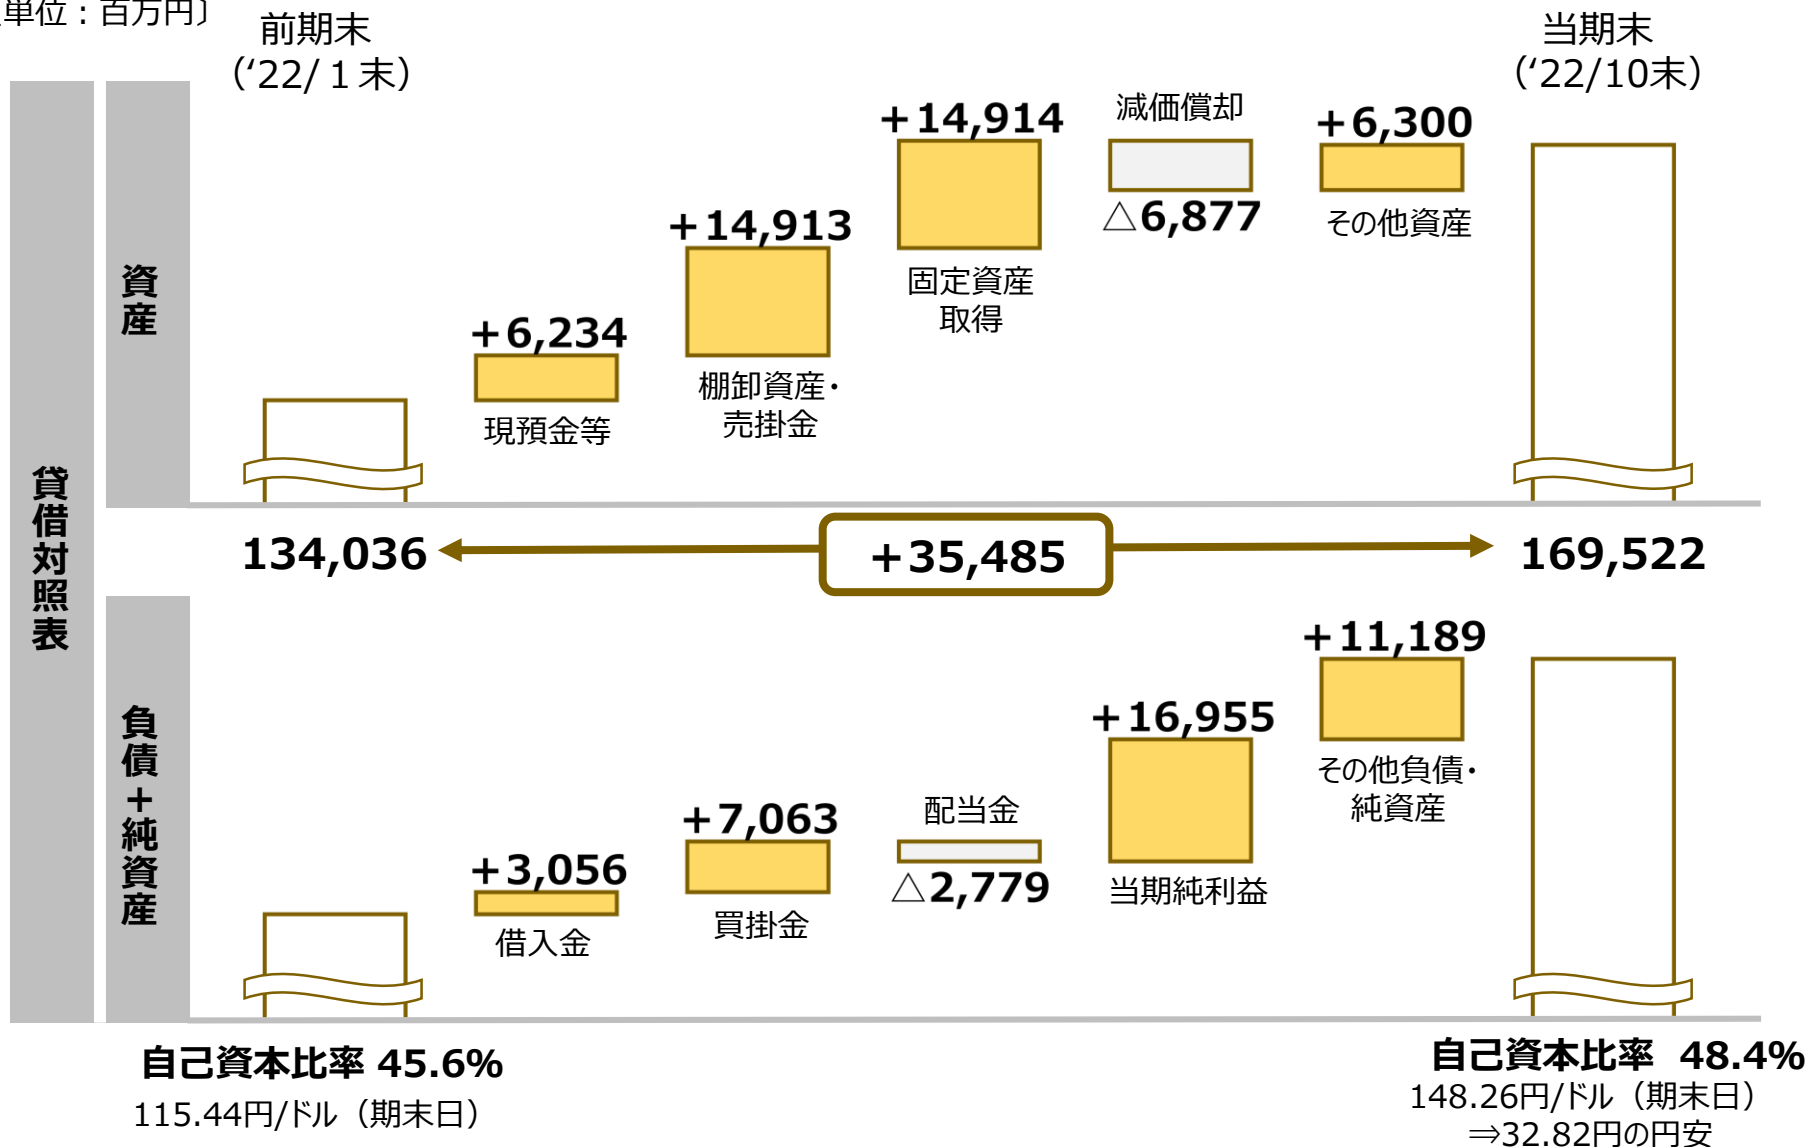 単位：百万円〕
前期末
（‘22/１末）
当期末
（‘22/10末）
貸借対照表
資産
+6,234
現預金等
+14,913
棚卸資産・
売掛金
+14,914
固定資産
取得
減価償却
△6,877
+6,300
その他資産
134,036
+35,485
169,522
負債＋純資産
+3,056
借入金
+7,063
買掛金
配当金
△2,779
+16,955
当期純利益
+11,189
その他負債・
純資産
自己資本比率 45.6%
115.44円/ドル（期末日）
自己資本比率 48.4%
148.26円/ドル（期末日）
⇒32.82円の円安